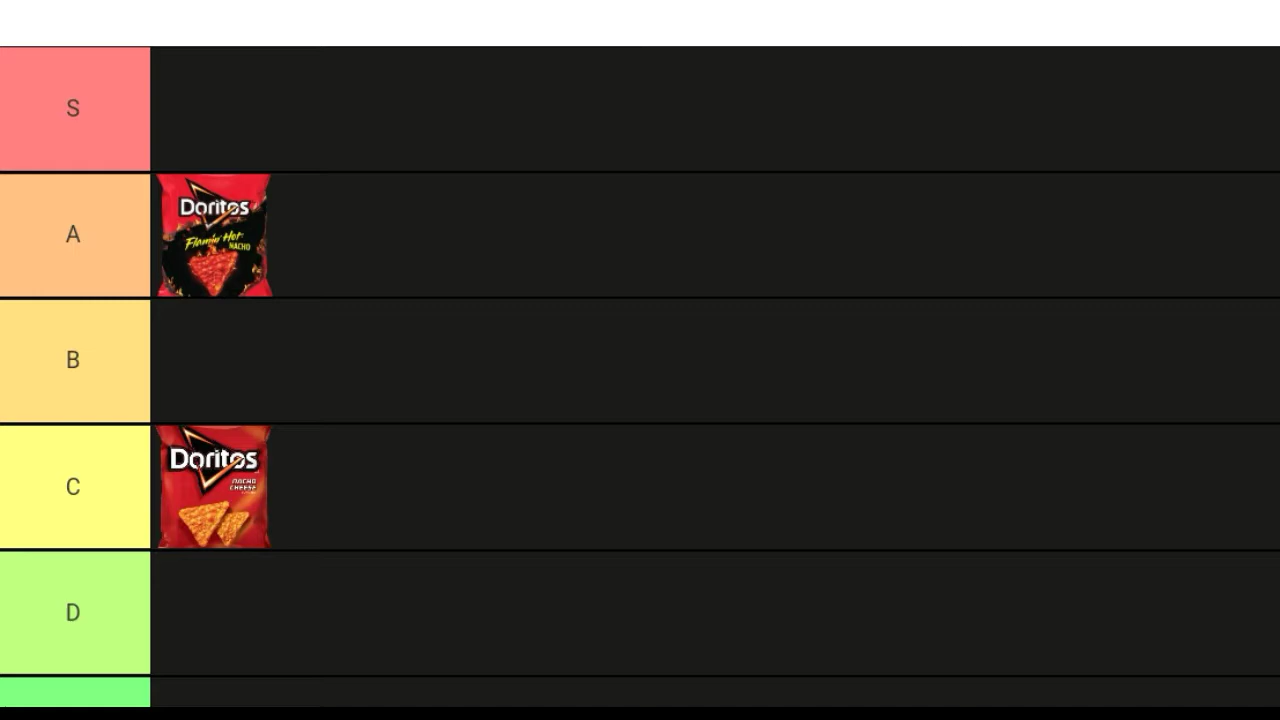 S
A
Doritos
Flamin' Hot
NACHO
B
C
Doritos
NACHO
CHEESE
D